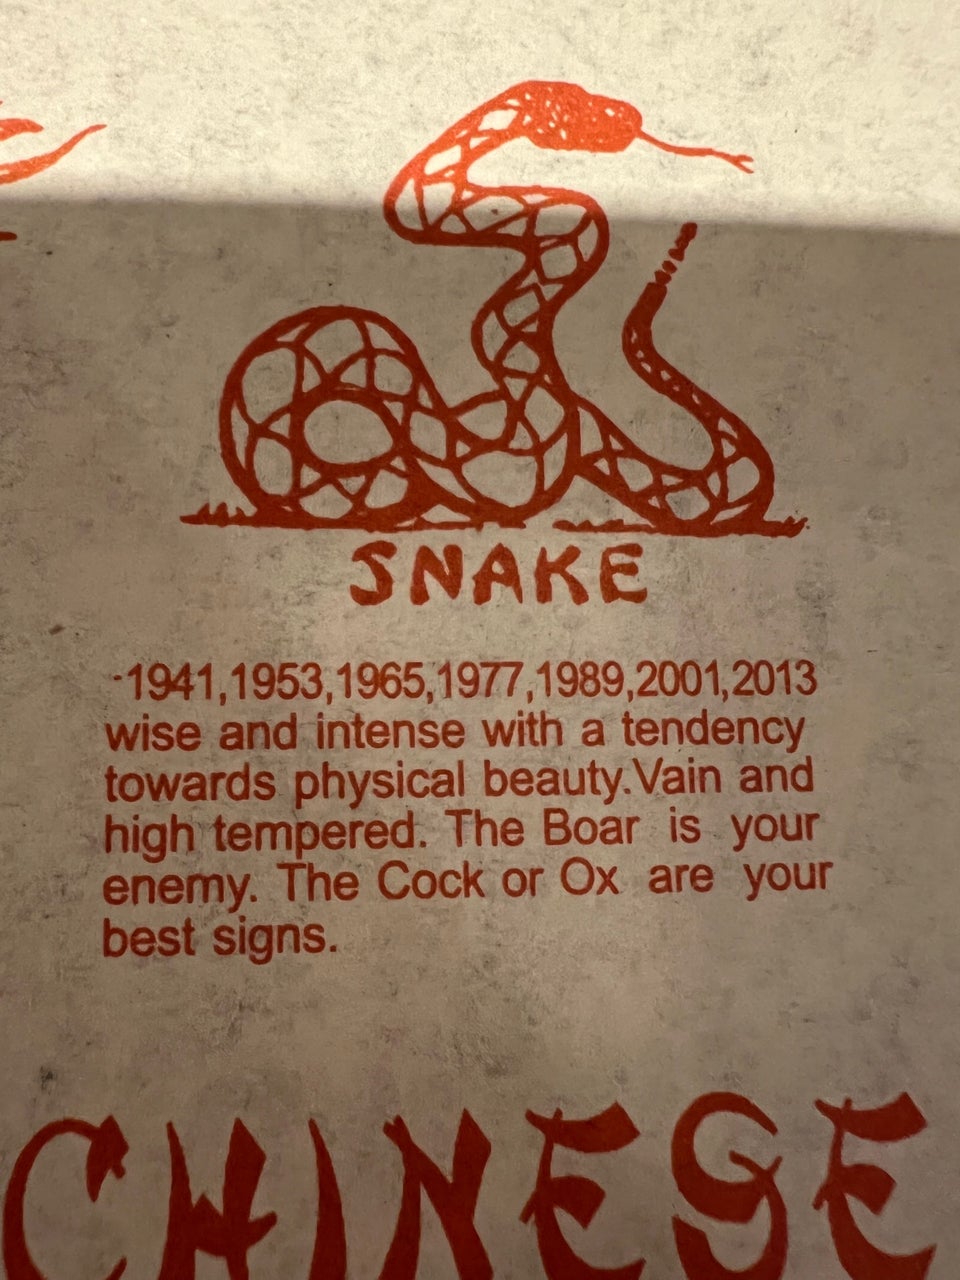 SNAKE
1941,1953,1965,1977,1989,2001,2013
wise and intense with a tendency
towards physical beauty.Vain and
high tempered. The Boar is your
enemy. The Cock or Ox are your
best signs.
CHINESE